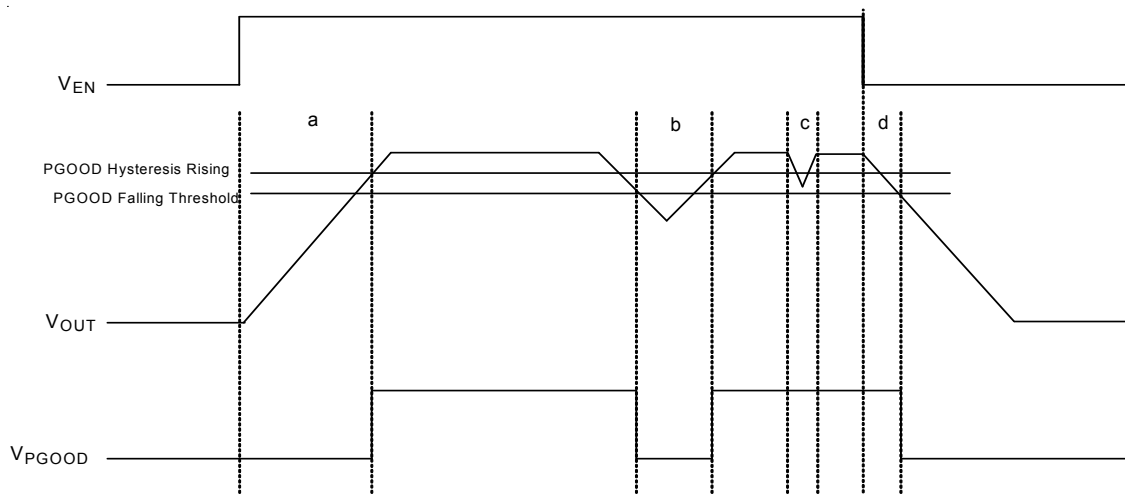 VEN
a
b
c
d
PGOOD Hysteresis Rising
PGOOD Falling Threshold
VOUT
VPGOOD